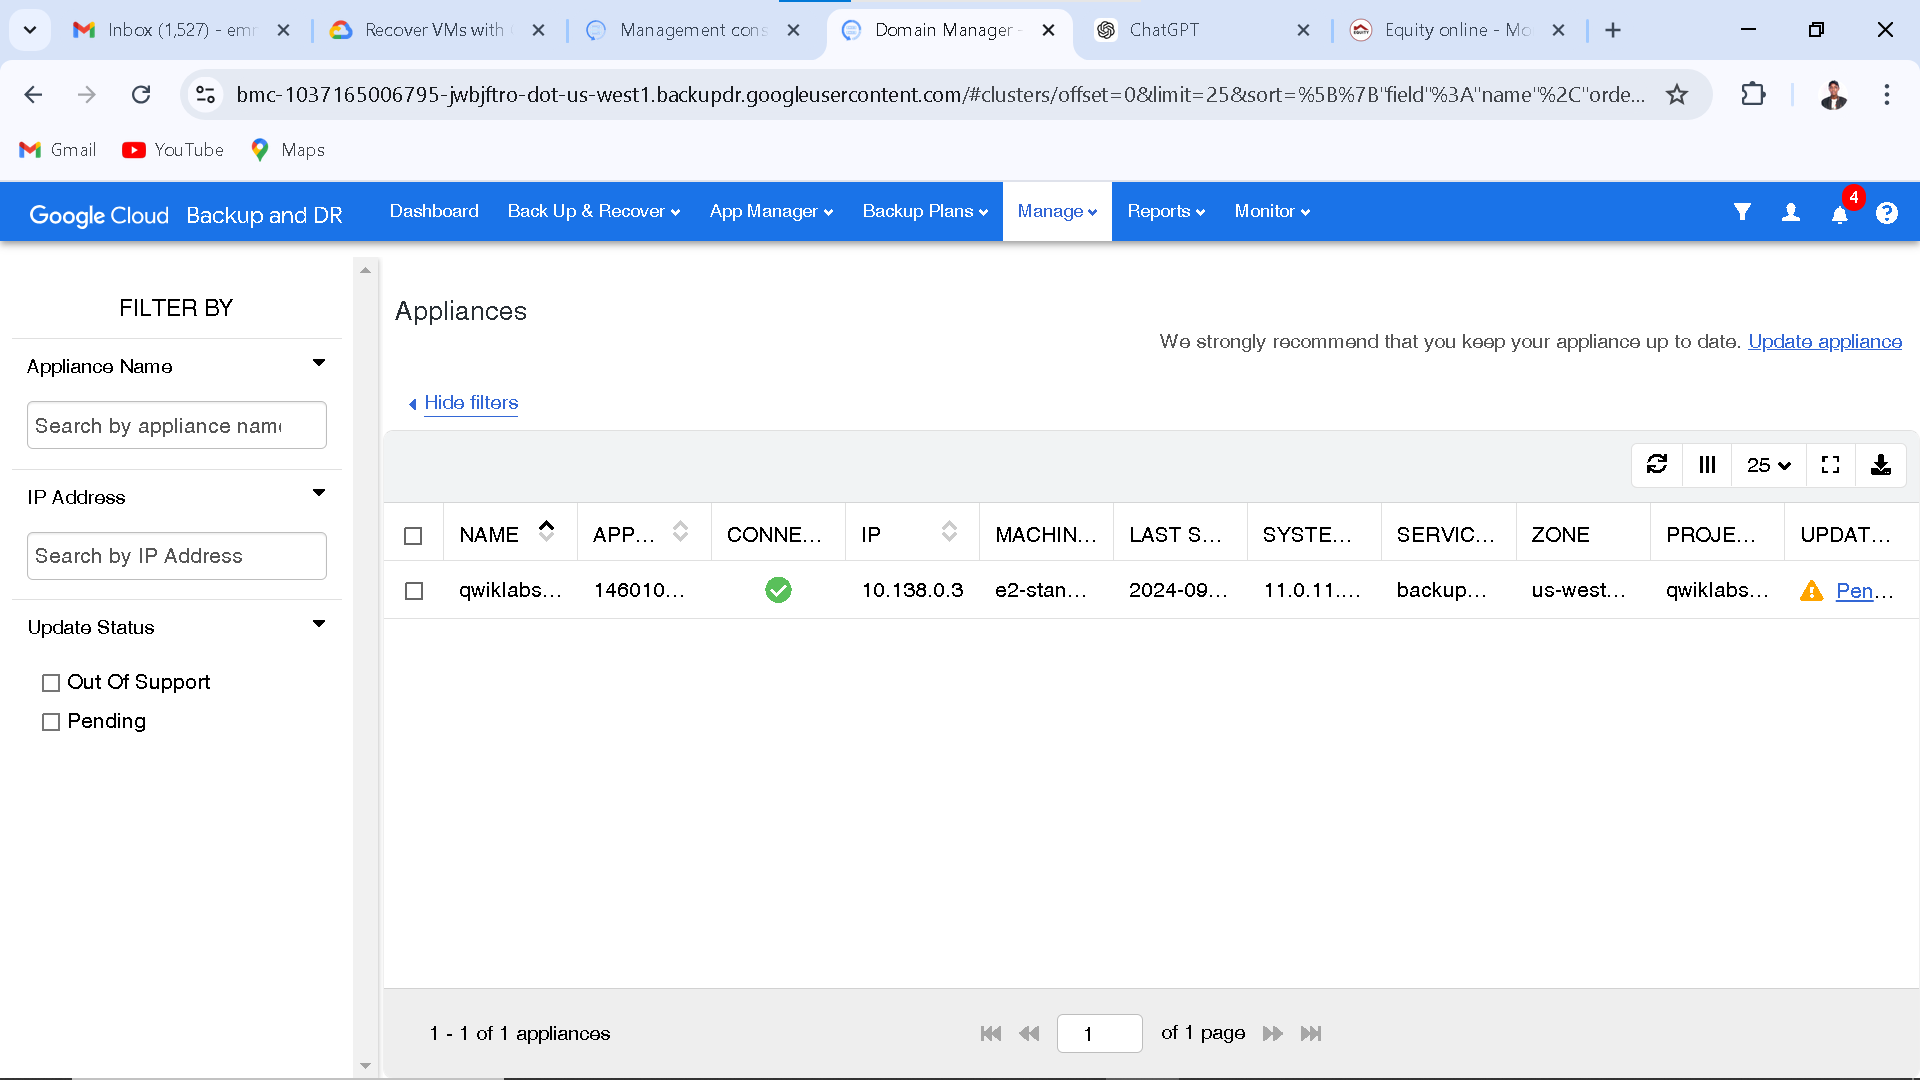 Inbox (1,527) - emr
Recover VMs with
Management cons
Domain Manager -
ChatGPT
Equity online - Mo
bmc-1037165006795-jwbjftro-dot-us-west1.backupdr.googleusercontent.com/#clusters/offset=0&limit=25&sort=%5B%7B"field"%3A"name"%2C"orde...
Gmail
YouTube
Maps
Google Cloud Backup and DR
Dashboard
Back Up & Recover
App Manager
Backup Plans
Manage
Reports
Monitor
4
FILTER BY
Appliance Name
Search by appliance name
IP Address
Search by IP Address
Update Status
Out Of Support
Pending
Appliances
We strongly recommend that you keep your appliance up to date. Update appliance
Hide filters
25
NAME APP... CONNE... IP MACHIN... LAST S... SYSTE... SERVIC... ZONE PROJE... UPDAT...
qwiklabs... 146010... 10.138.0.3 e2-stan... 2024-09... 11.0.11.... backup... us-west... qwiklabs... Pen...
1 - 1 of 1 appliances
1 of 1 page